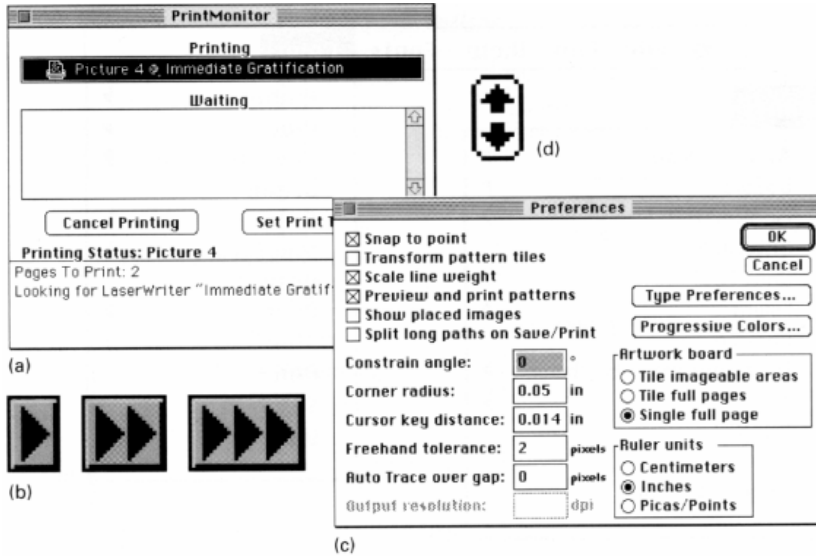 PrintMonitor
Printing
Picture 4 @ Immediate Gratification
Waiting
Cancel Printing
Set Print T
Printing Status: Picture 4
Pages To Print: 2
Looking for LaserWriter “Immediate Gratif
(a)
(b)
(d)
Preferences
Snap to point
Transform pattern tiles
Scale line weight
Preview and print patterns
Show placed images
Split long paths on Save/Print
Constrain angle: 0 °
Corner radius: 0.05 in
Cursor key distance: 0.014 in
Freehand tolerance: 2 pixels
Auto Trace over gap: 0 pixels
Output resolution: dpi
OK
Cancel
Type Preferences...
Progressive Colors...
Artwork board
Tile imageable areas
Tile full pages
Single full page
Ruler units
Centimeters
Inches
Picas/Points
(c)